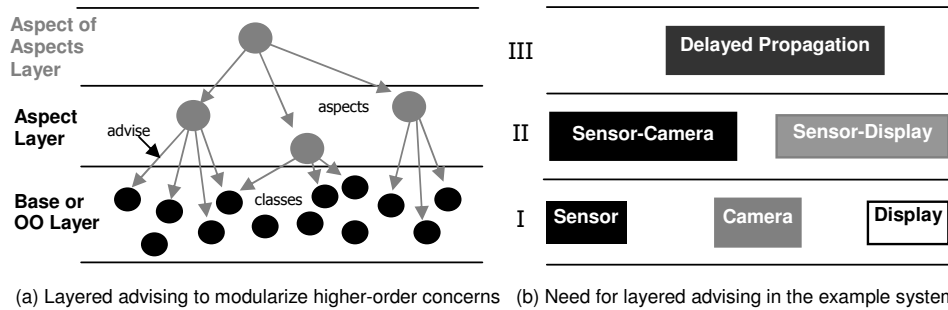 Aspect of
Aspects
Layer
aspects
Aspect
Layer
advise
Base or
OO Layer
classes
(a) Layered advising to modularize higher-order concerns
III
Delayed Propagation
II
Sensor-Camera
Sensor-Display
I
Sensor
Camera
Display
(b) Need for layered advising in the example system